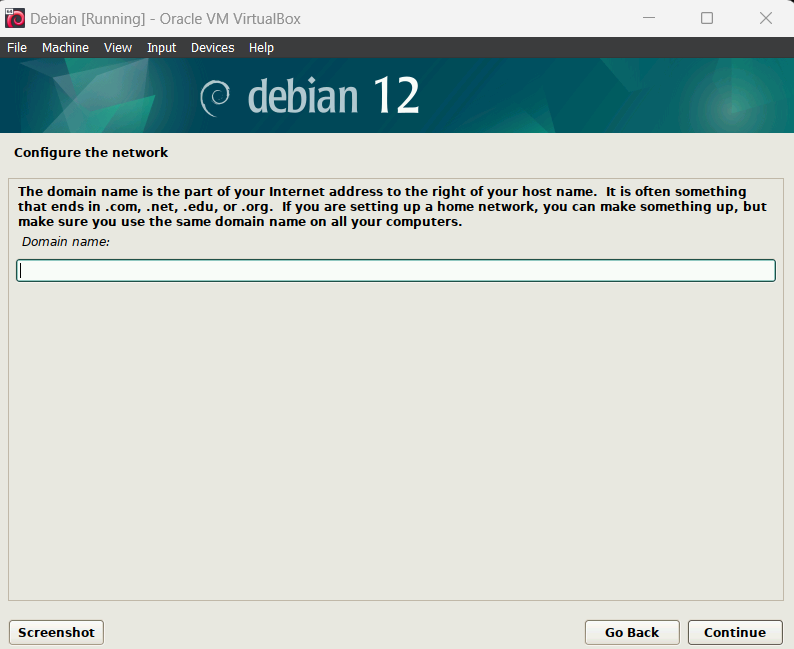 Debian [Running] - Oracle VM VirtualBox
File Machine View Input Devices Help
debian 12
Configure the network
The domain name is the part of your Internet address to the right of your host name.  It is often something
that ends in .com, .net, .edu, or .org.  If you are setting up a home network, you can make something up, but
make sure you use the same domain name on all your computers.
Domain name:
Screenshot Go Back Continue